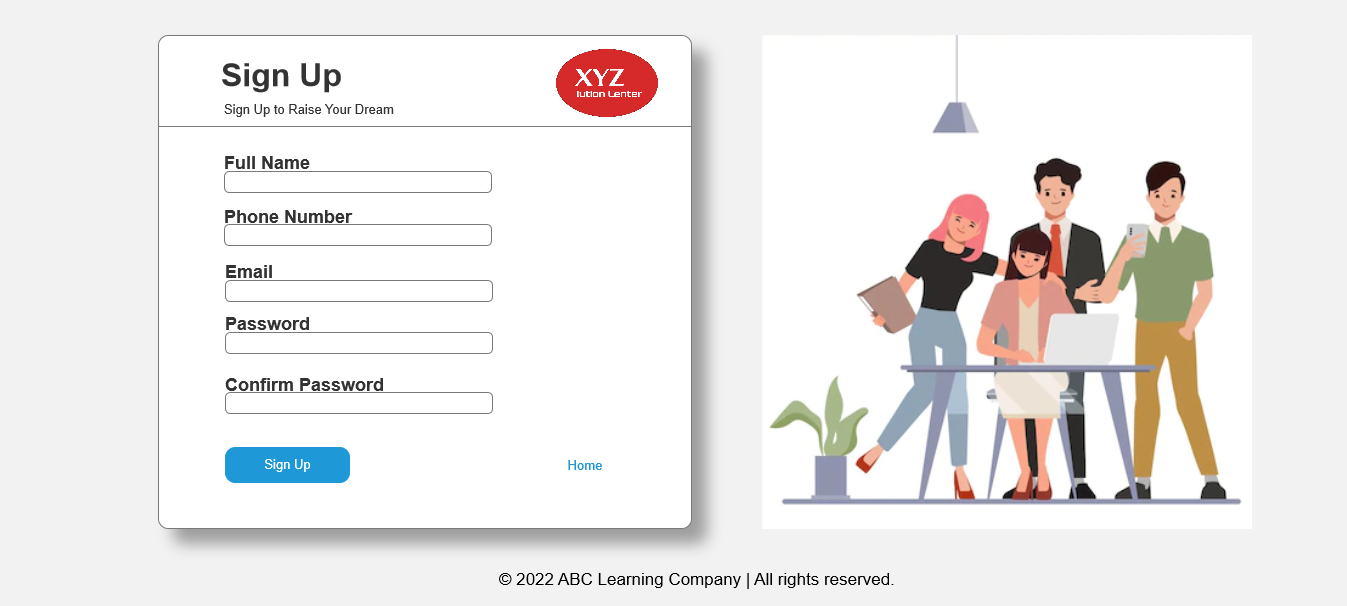 Sign Up
Sign Up to Raise Your Dream
XYZ
Tution Center
Full Name
Phone Number
Email
Password
Confirm Password
Sign Up
Home
© 2022 ABC Learning Company | All rights reserved.